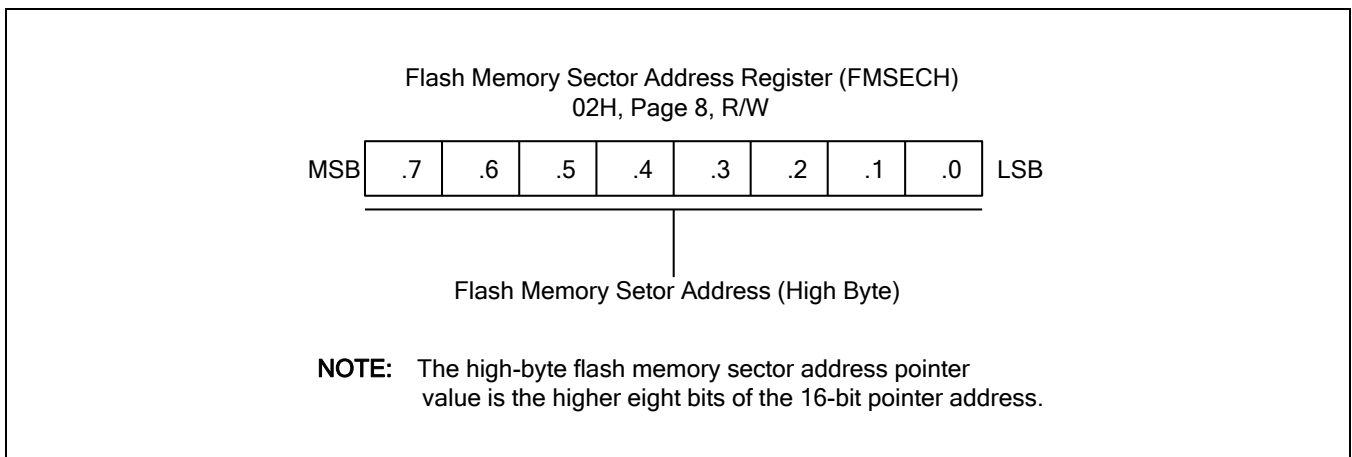 Flash Memory Sector Address Register (FMSECH)
02H, Page 8, R/W
MSB .7 .6 .5 .4 .3 .2 .1 .0 LSB
Flash Memory Setor Address (High Byte)
NOTE: The high-byte flash memory sector address pointer
value is the higher eight bits of the 16-bit pointer address.